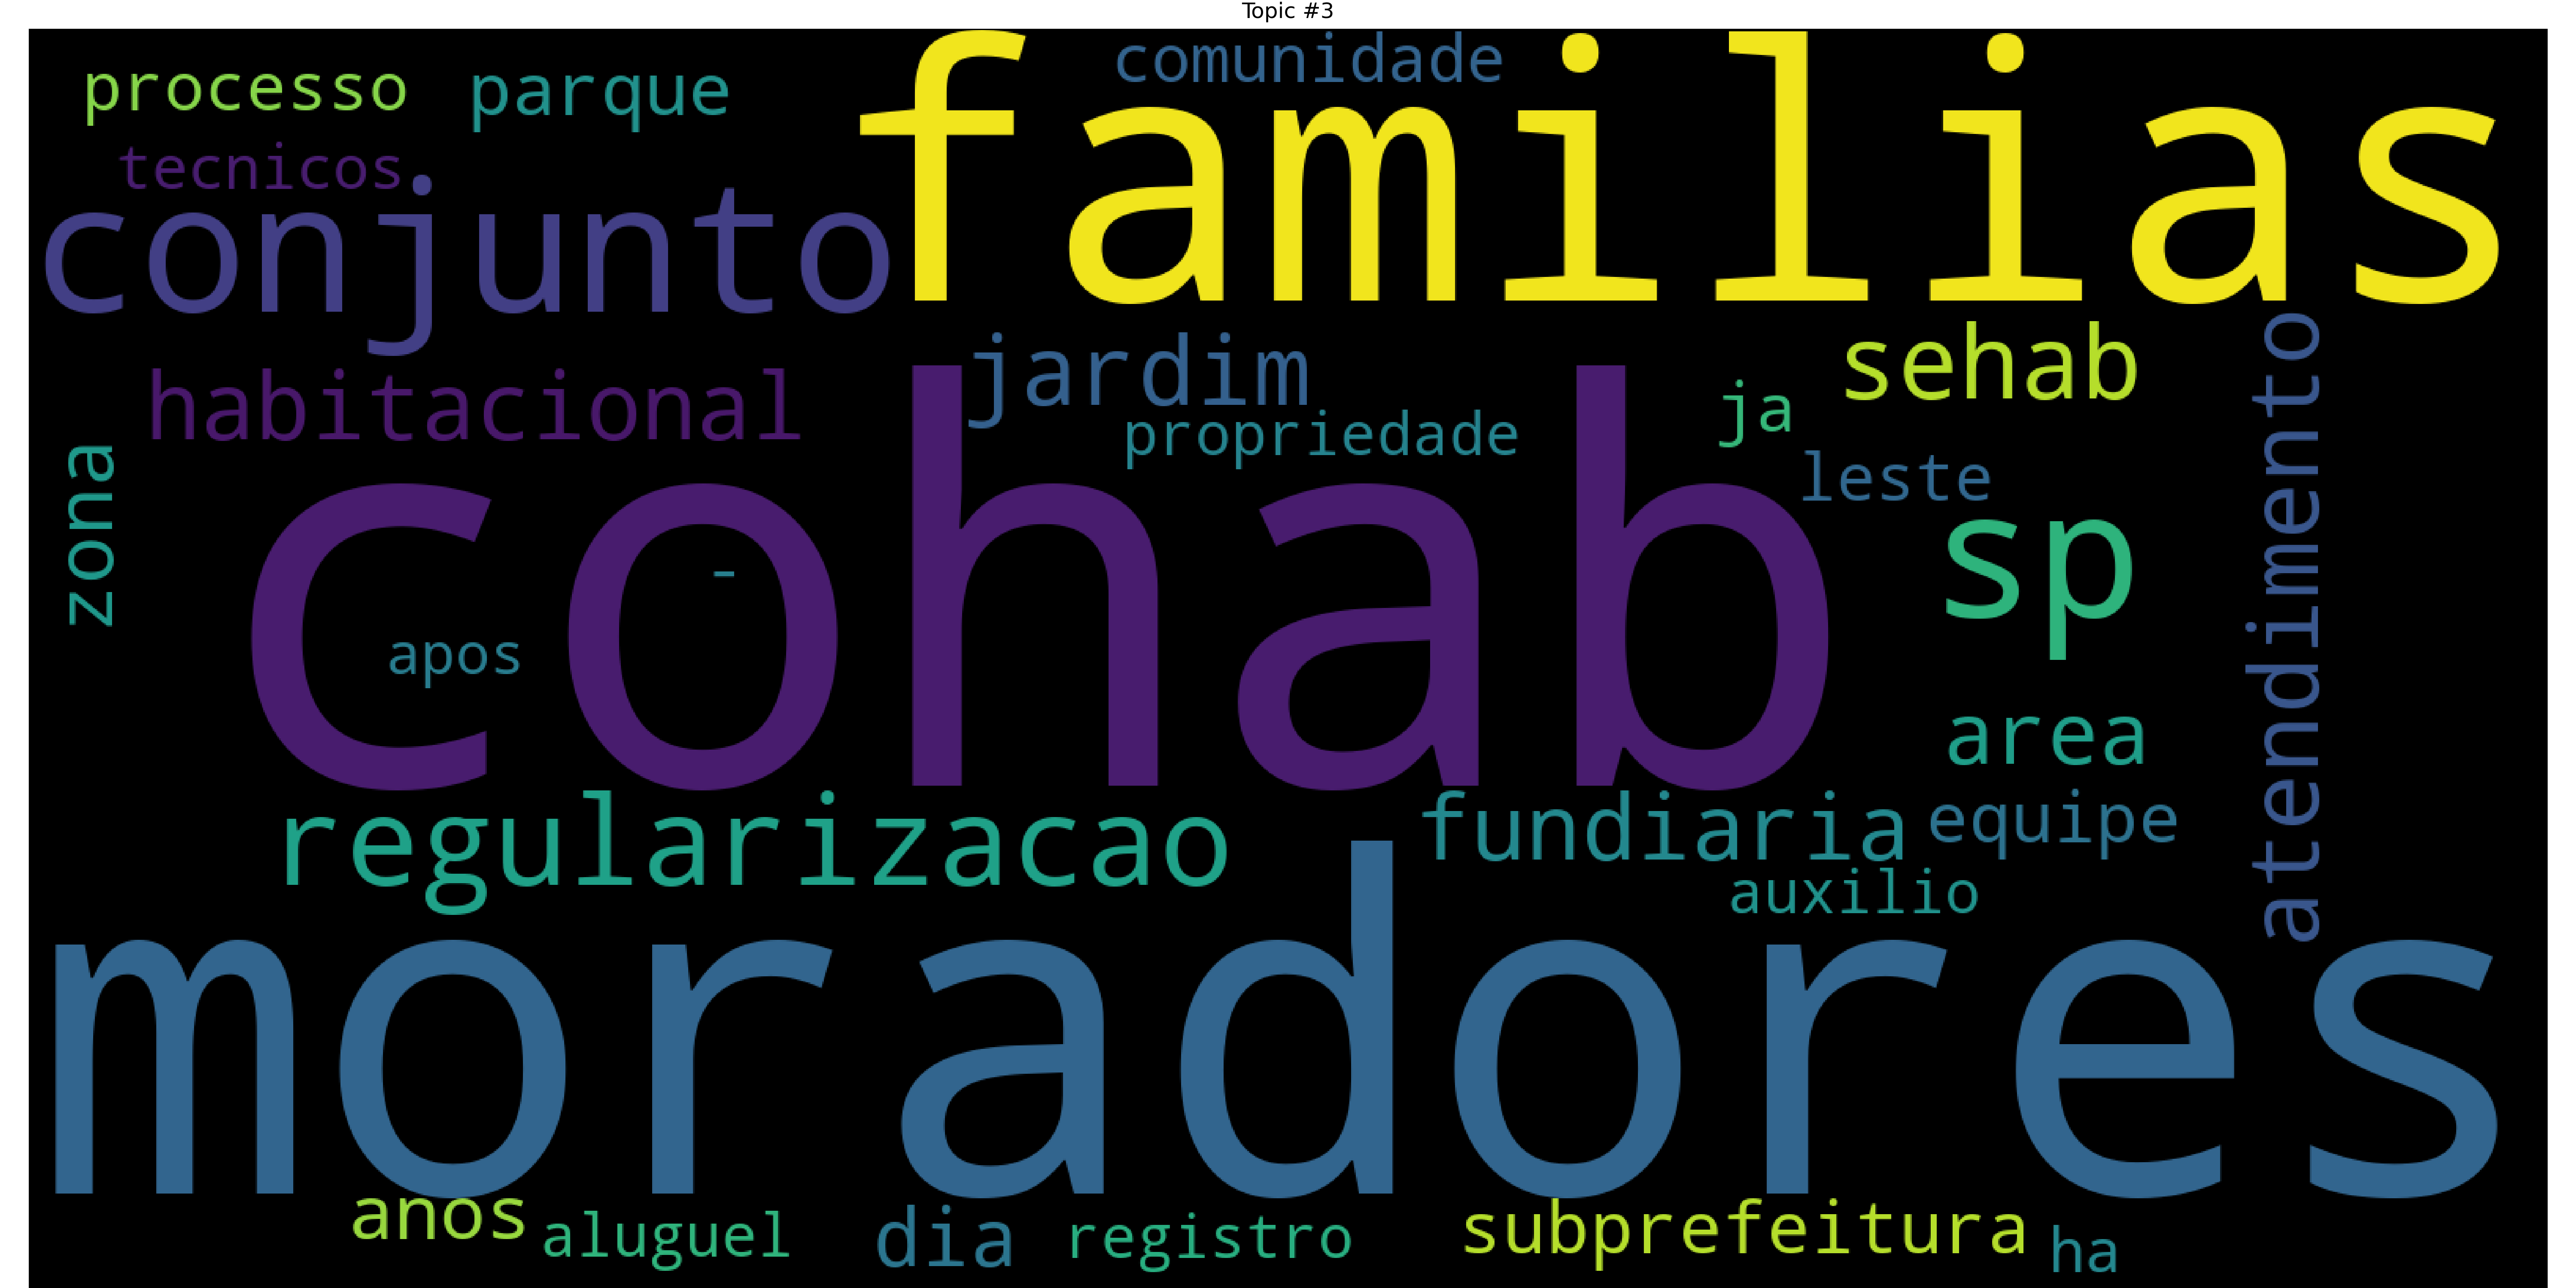 Topic #3
comunidade
processo
parque
familias
tecnicos
conjunto
jardim
sehab
habitacional
ja
propriedade
leste
zona
cohab
sp
atendimento
-
apos
area
regularizacao
fundiaria
equipe
auxilio
moradores
anos
aluguel
dia
registro
subprefeitura
ha